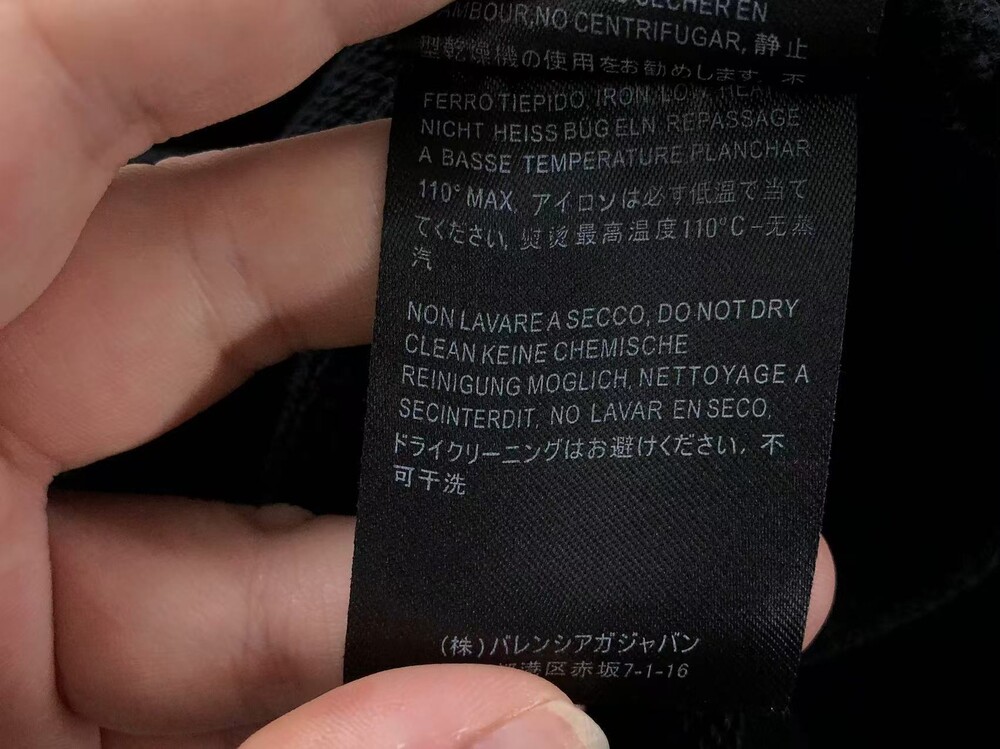 SECHER EN
AMBOUR,NO CENTRIFUGAR, 静止
型乾燥機の使用をお勧めします, 不
FERRO TIEPIDO, IRON LOW HEAT
NICHT HEISS BÜGELN, REPASSAGE
A BASSE TEMPERATURE PLANCHAR
110° MAX, アイロンは必ず低温で当て
てください, 熨烫最高温度110°C-无蒸
汽
NON LAVARE A SECCO, DO NOT DRY
CLEAN KEINE CHEMISCHE
REINIGUNG MOGLICH, NETTOYAGE A
SECINTERDIT, NO LAVAR EN SECO,
ドライクリーニングはお避けください, 不
可干洗
(株)バレンシアガジャパン
港区赤坂7-1-16